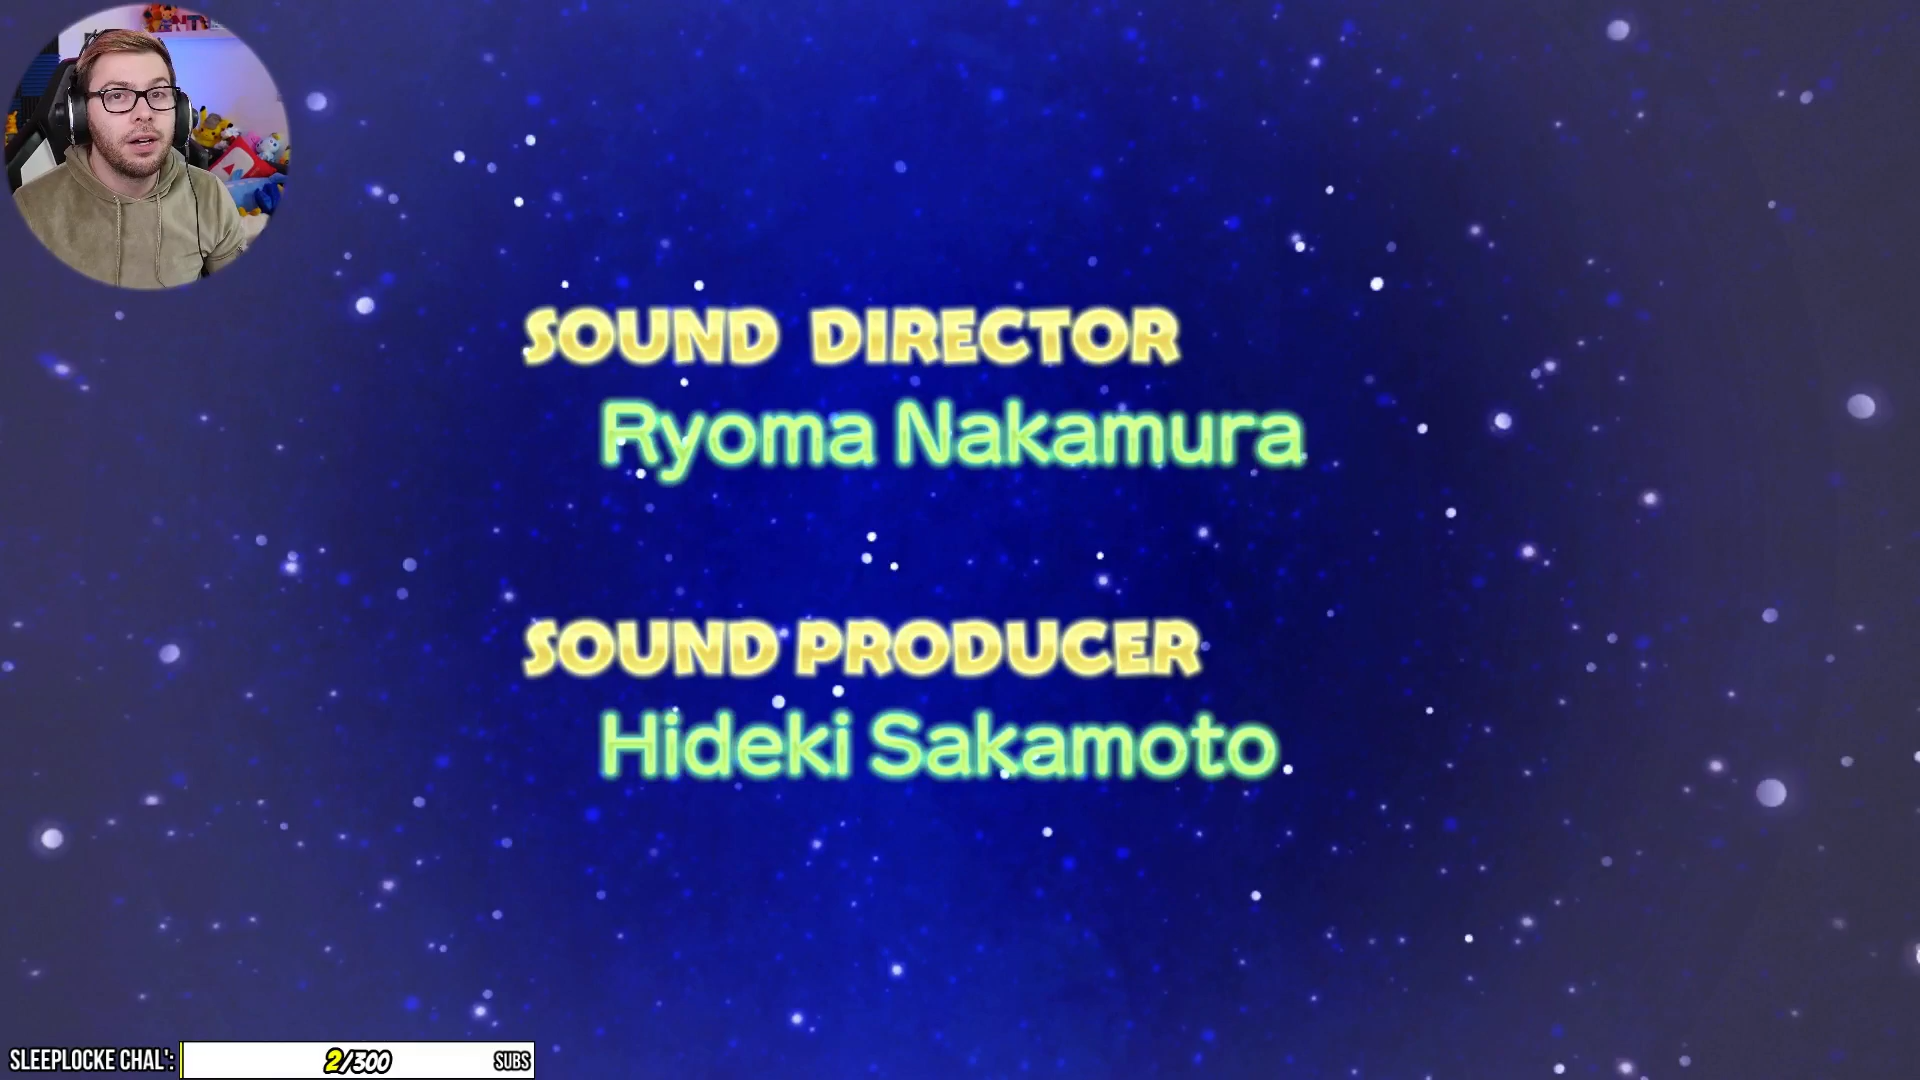 SOUND DIRECTOR
Ryoma Nakamura
SOUND PRODUCER
Hideki Sakamoto
SLEEPLOCKE CHAL': 2/300 SUBS